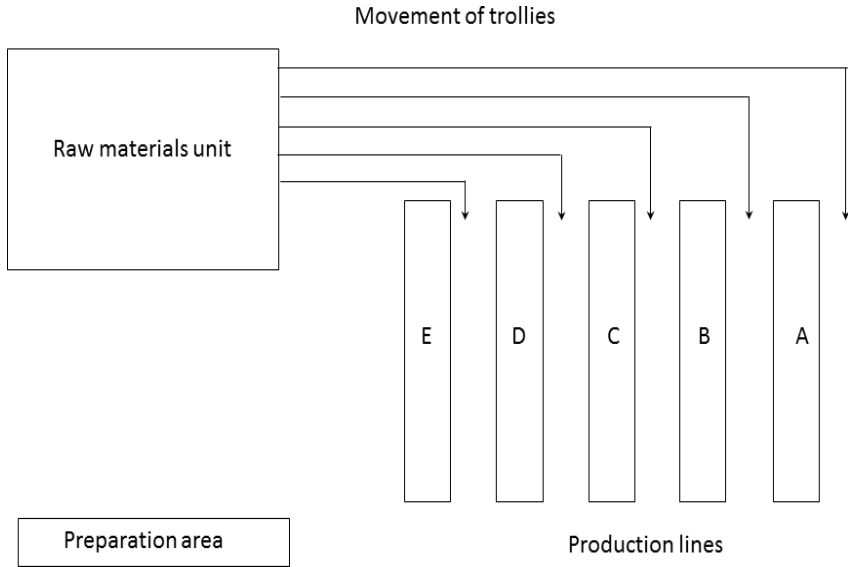 Movement of trollies
Raw materials unit
E D C B A
Preparation area
Production lines